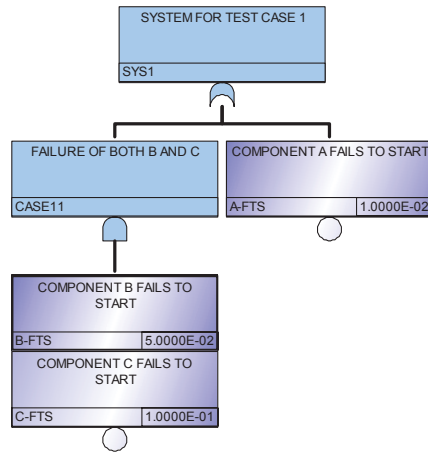 SYSTEM FOR TEST CASE 1
SYS1
FAILURE OF BOTH B AND C
CASE11
COMPONENT A FAILS TO START
A-FTS 1.0000E-02
COMPONENT B FAILS TO
START
B-FTS 5.0000E-02
COMPONENT C FAILS TO
START
C-FTS 1.0000E-01